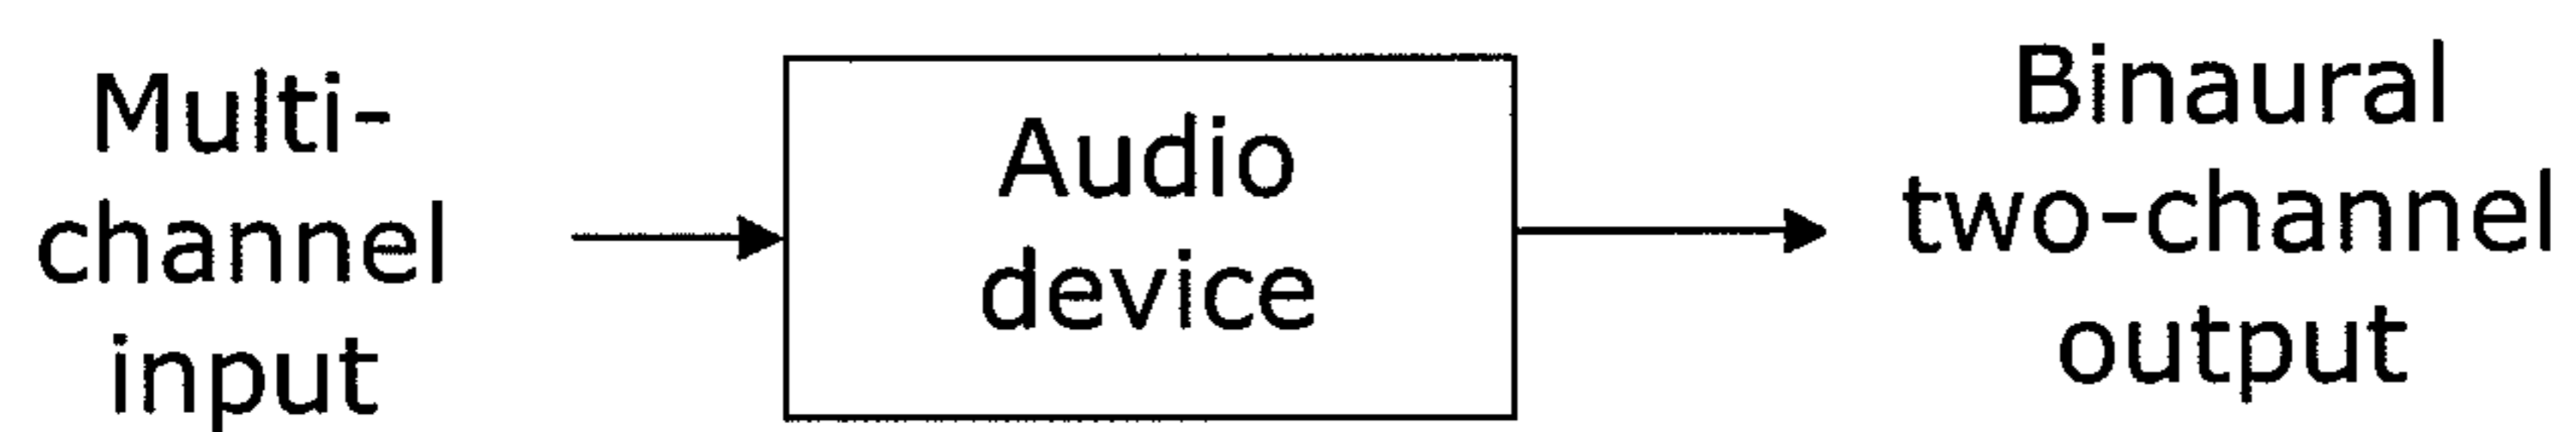 Multi-
channel
input
Audio
device
Binaural
two-channel
output